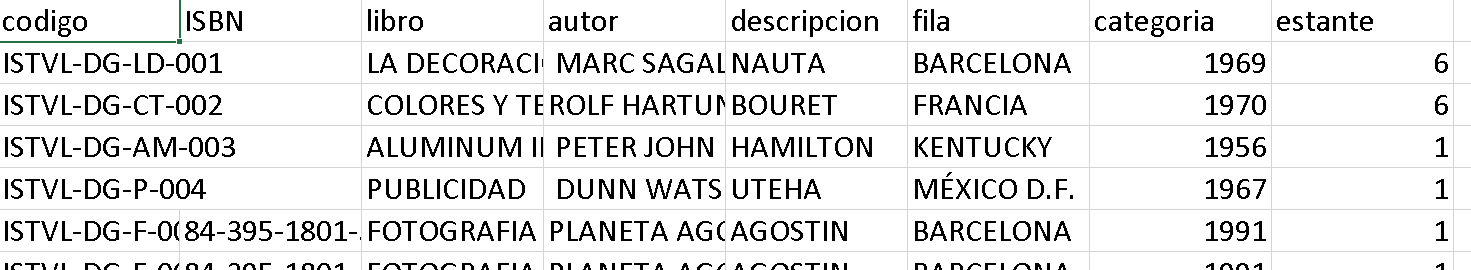 codigo ISBN libro autor descripcion fila categoria estante
ISTVL-DG-LD-001 LA DECORACI MARC SAGAL NAUTA BARCELONA 1969 6
ISTVL-DG-CT-002 COLORES Y TE ROLF HARTUN BOURET FRANCIA 1970 6
ISTVL-DG-AM-003 ALUMINUM I PETER JOHN HAMILTON KENTUCKY 1956 1
ISTVL-DG-P-004 PUBLICIDAD DUNN WATS UTEHA MÉXICO D.F. 1967 1
ISTVL-DG-F-00 84-395-1801- FOTOGRAFIA PLANETA AGO AGOSTIN BARCELONA 1991 1